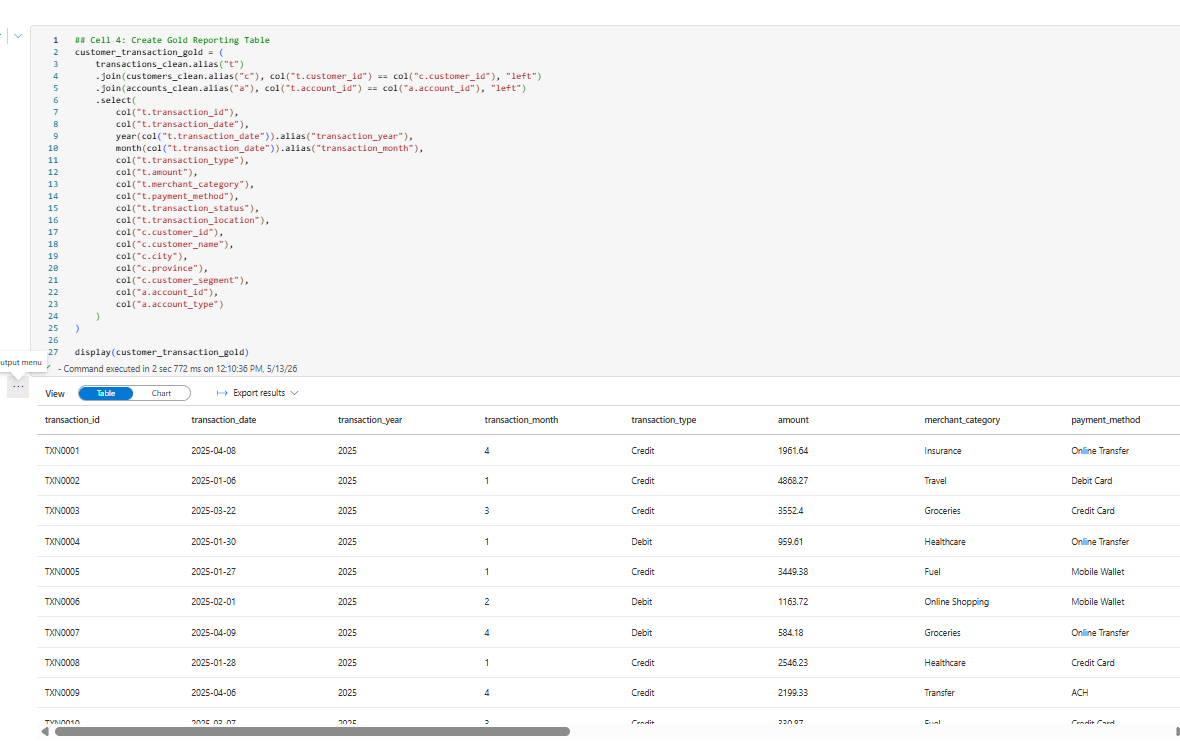 1 ## Cell 4: Create Gold Reporting Table
2 customer_transaction_gold = (
3 transactions_clean.alias("t")
4 .join(customers_clean.alias("c"), col("t.customer_id") == col("c.customer_id"), "left")
5 .join(accounts_clean.alias("a"), col("t.account_id") == col("a.account_id"), "left")
6 .select(
7 col("t.transaction_id"),
8 col("t.transaction_date"),
9 year(col("t.transaction_date")).alias("transaction_year"),
10 month(col("t.transaction_date")).alias("transaction_month"),
11 col("t.transaction_type"),
12 col("t.amount"),
13 col("t.merchant_category"),
14 col("t.payment_method"),
15 col("t.transaction_status"),
16 col("t.transaction_location"),
17 col("c.customer_id"),
18 col("c.customer_name"),
19 col("c.city"),
20 col("c.province"),
21 col("c.customer_segment"),
22 col("a.account_id"),
23 col("a.account_type")
24 )
25 )
26
27 display(customer_transaction_gold)
utput menu
- Command executed in 2 sec 772 ms on 12:10:36 PM, 5/13/26
View Table Chart Export results
transaction_id transaction_date transaction_year transaction_month transaction_type amount merchant_category payment_method
TXN0001 2025-04-08 2025 4 Credit 1961.64 Insurance Online Transfer
TXN0002 2025-01-06 2025 1 Credit 4868.27 Travel Debit Card
TXN0003 2025-03-22 2025 3 Credit 3552.4 Groceries Credit Card
TXN0004 2025-01-30 2025 1 Debit 959.61 Healthcare Online Transfer
TXN0005 2025-01-27 2025 1 Credit 3449.38 Fuel Mobile Wallet
TXN0006 2025-02-01 2025 2 Debit 1163.72 Online Shopping Mobile Wallet
TXN0007 2025-04-09 2025 4 Debit 584.18 Groceries Online Transfer
TXN0008 2025-01-28 2025 1 Credit 2546.23 Healthcare Credit Card
TXN0009 2025-04-06 2025 4 Credit 2199.33 Transfer ACH
TXN0010 2025-03-07 2025 3 Credit Fuel Credit Card